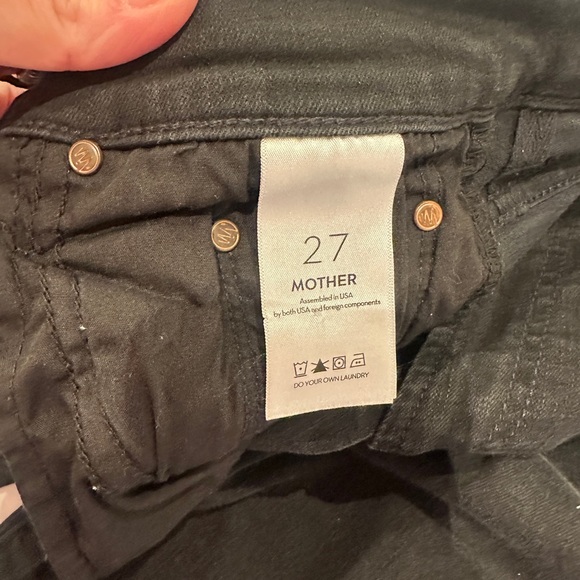 27
MOTHER
Assembled in USA
by both USA and foreign components
DO YOUR OWN LAUNDRY